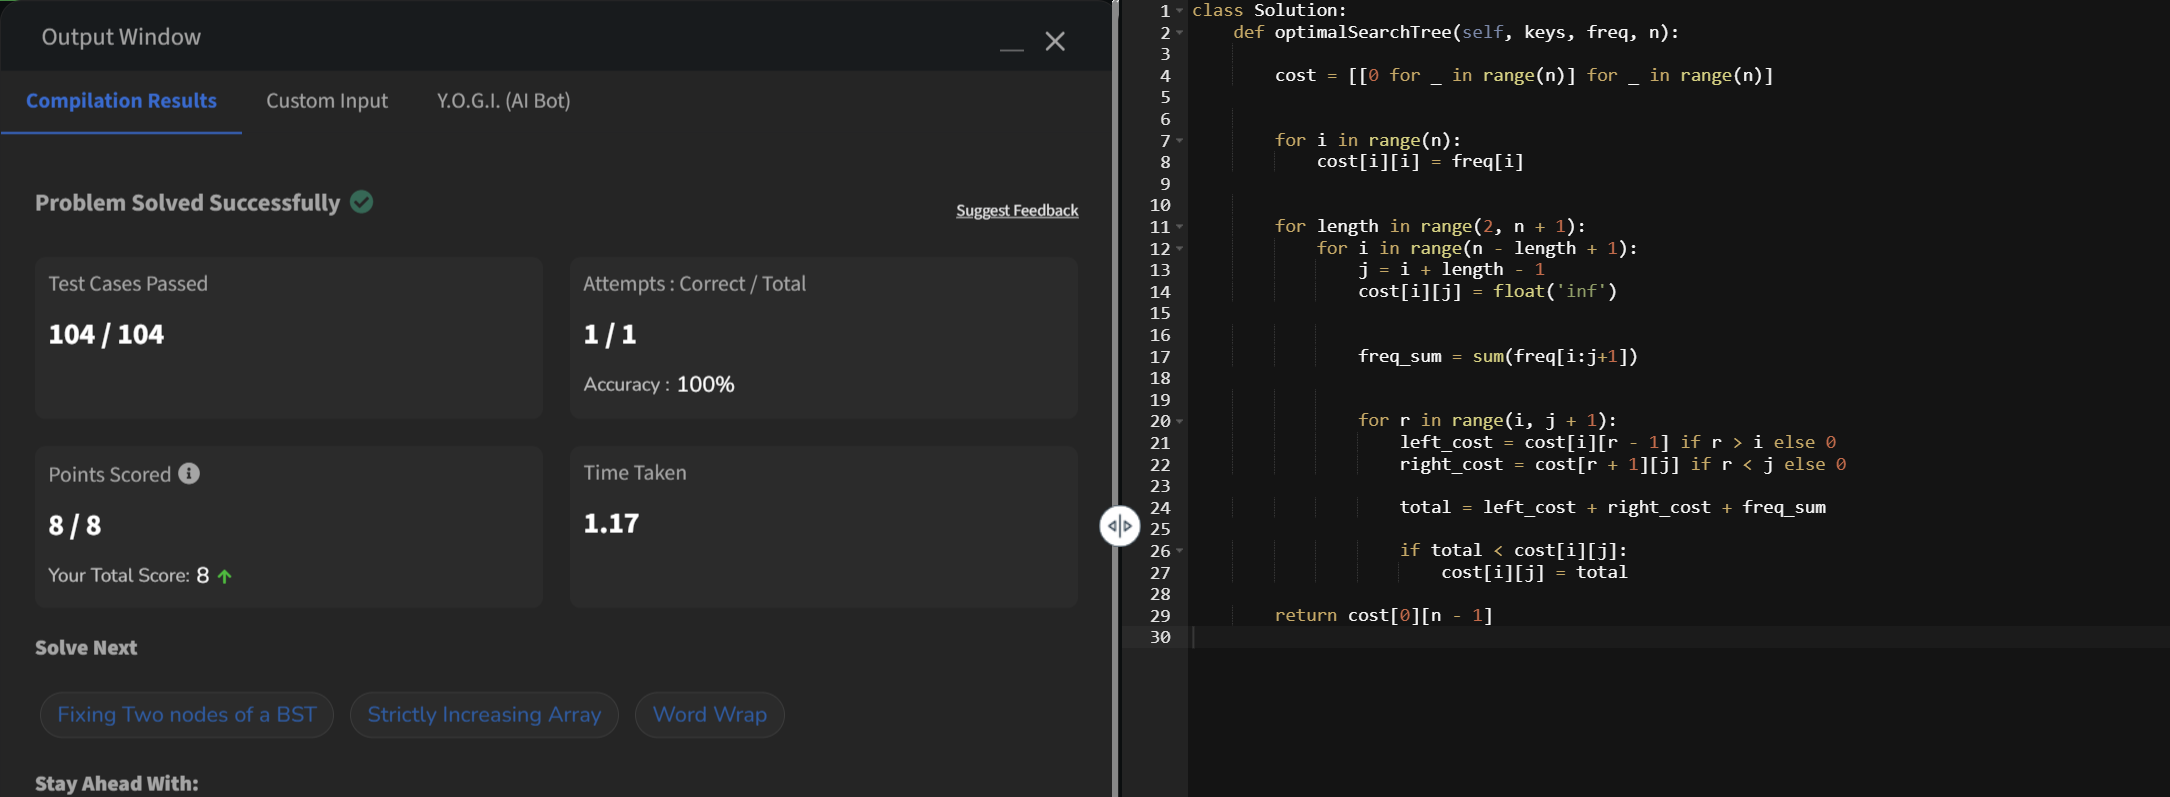 Output Window
Compilation Results
Custom Input
Y.O.G.I. (AI Bot)
Problem Solved Successfully
Suggest Feedback
Test Cases Passed
104 / 104
Attempts : Correct / Total
1 / 1
Accuracy : 100%
Points Scored
8 / 8
Your Total Score: 8
Time Taken
1.17
Solve Next
Fixing Two nodes of a BST
Strictly Increasing Array
Word Wrap
Stay Ahead With:
1 class Solution:
2     def optimalSearchTree(self, keys, freq, n):
3
4         cost = [[0 for _ in range(n)] for _ in range(n)]
5
6
7         for i in range(n):
8             cost[i][i] = freq[i]
9
10
11         for length in range(2, n + 1):
12             for i in range(n - length + 1):
13                 j = i + length - 1
14                 cost[i][j] = float('inf')
15
16
17                 freq_sum = sum(freq[i:j+1])
18
19
20                 for r in range(i, j + 1):
21                     left_cost = cost[i][r - 1] if r > i else 0
22                     right_cost = cost[r + 1][j] if r < j else 0
23
24                     total = left_cost + right_cost + freq_sum
25
26                     if total < cost[i][j]:
27                         cost[i][j] = total
28
29         return cost[0][n - 1]
30